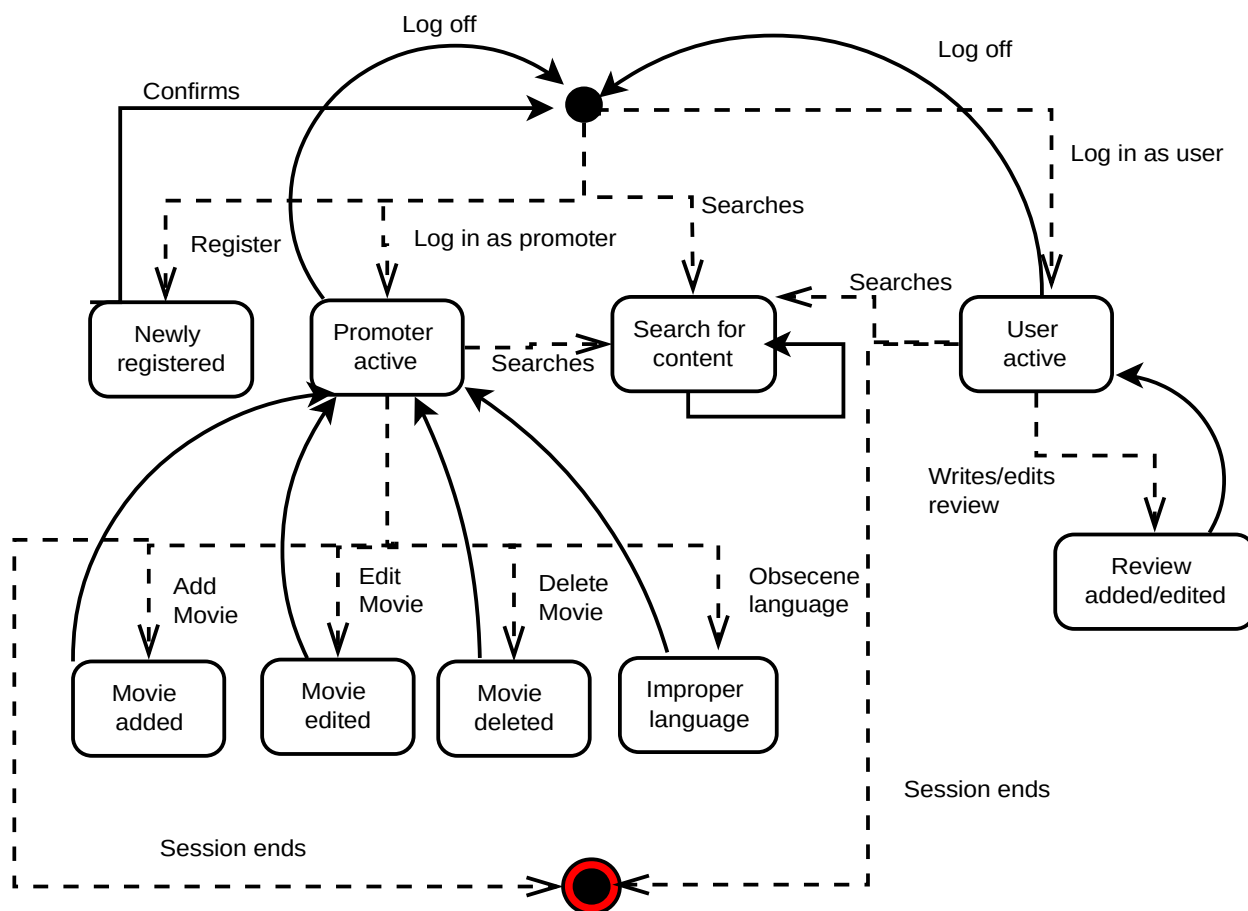 Log off
Log off
Confirms
Log in as user
Searches
Register
Log in as promoter
Searches
Newly
registered
Promoter
active
Searches
Search for
content
User
active
Writes/edits
review
Review
added/edited
Add
Movie
Edit
Movie
Delete
Movie
Obsecene
language
Movie
added
Movie
edited
Movie
deleted
Improper
language
Session ends
Session ends